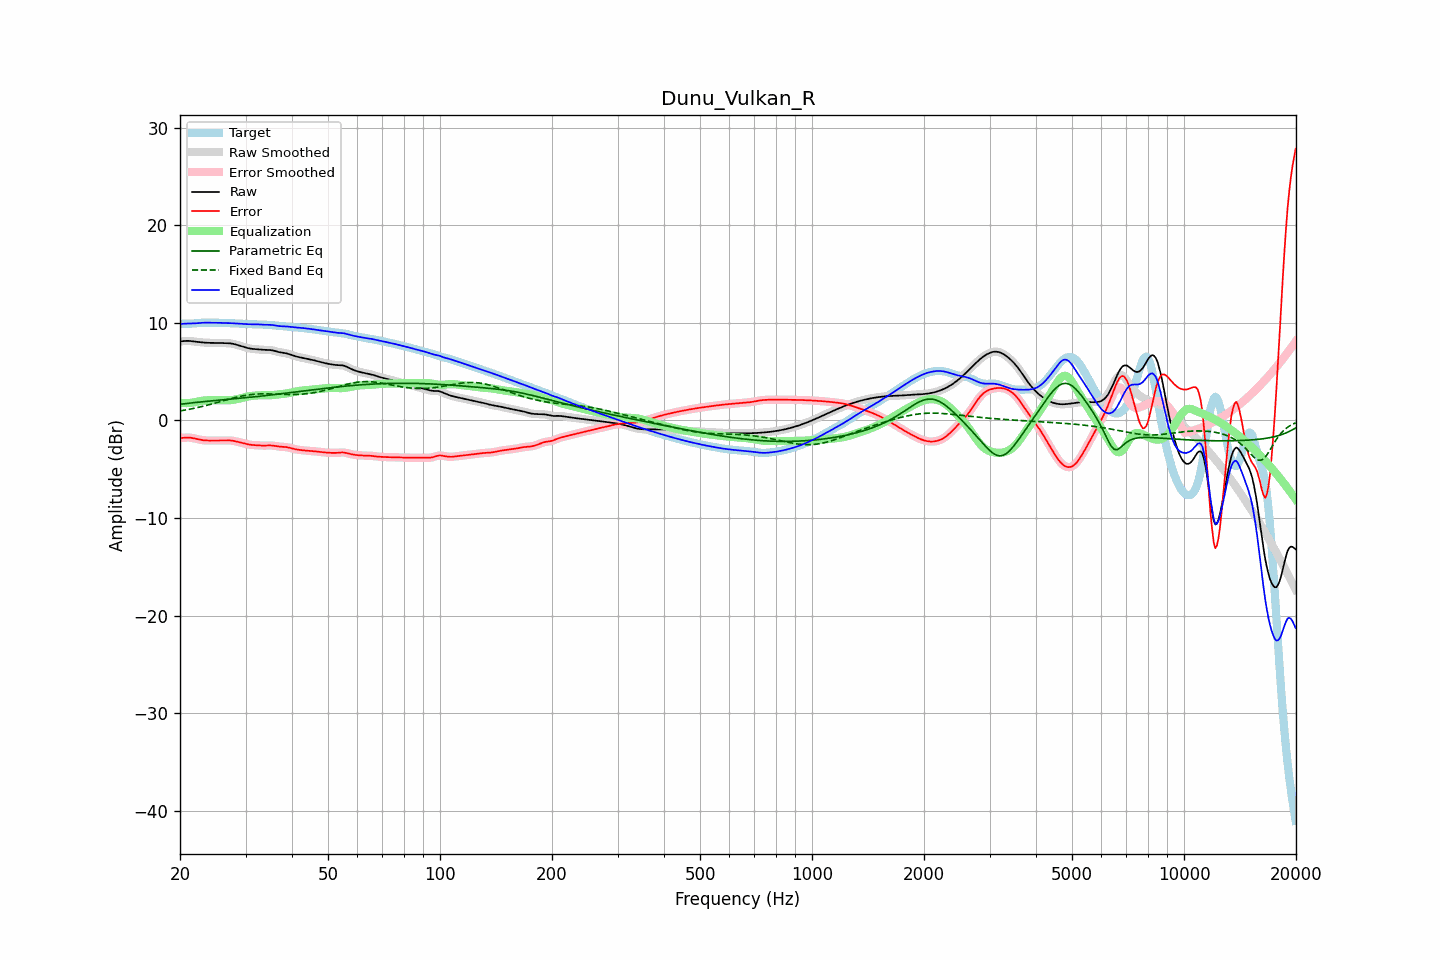 Dunu_Vulkan_R
Target
Raw Smoothed
Error Smoothed
Raw
Error
Equalization
Parametric Eq
Fixed Band Eq
Equalized
30
20
10
0
−10
−20
−30
−40
Amplitude (dBr)
20 50 100 200 500 1000 2000 5000 10000 20000
Frequency (Hz)